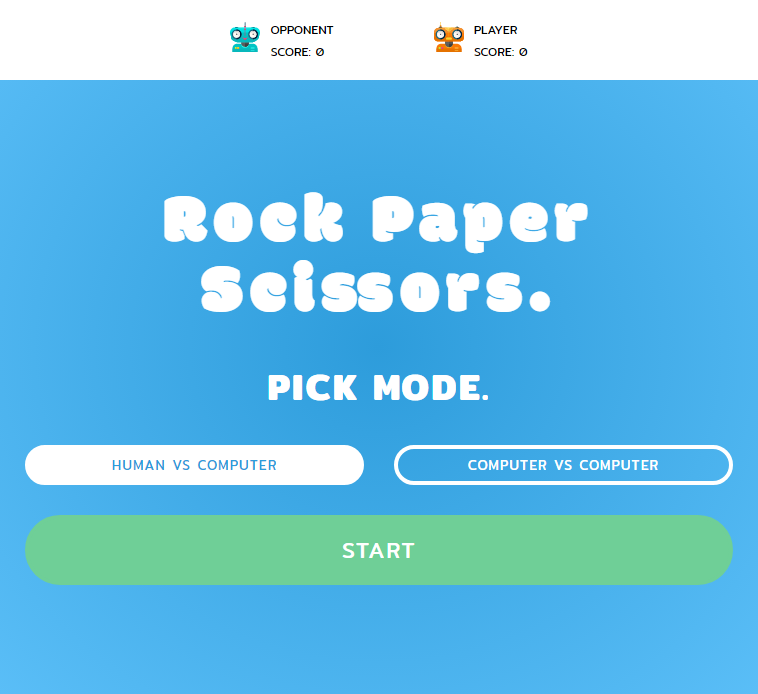 OPPONENT
SCORE: 0
PLAYER
SCORE: 0
Rock Paper
Scissors.
PICK MODE.
HUMAN VS COMPUTER
COMPUTER VS COMPUTER
START